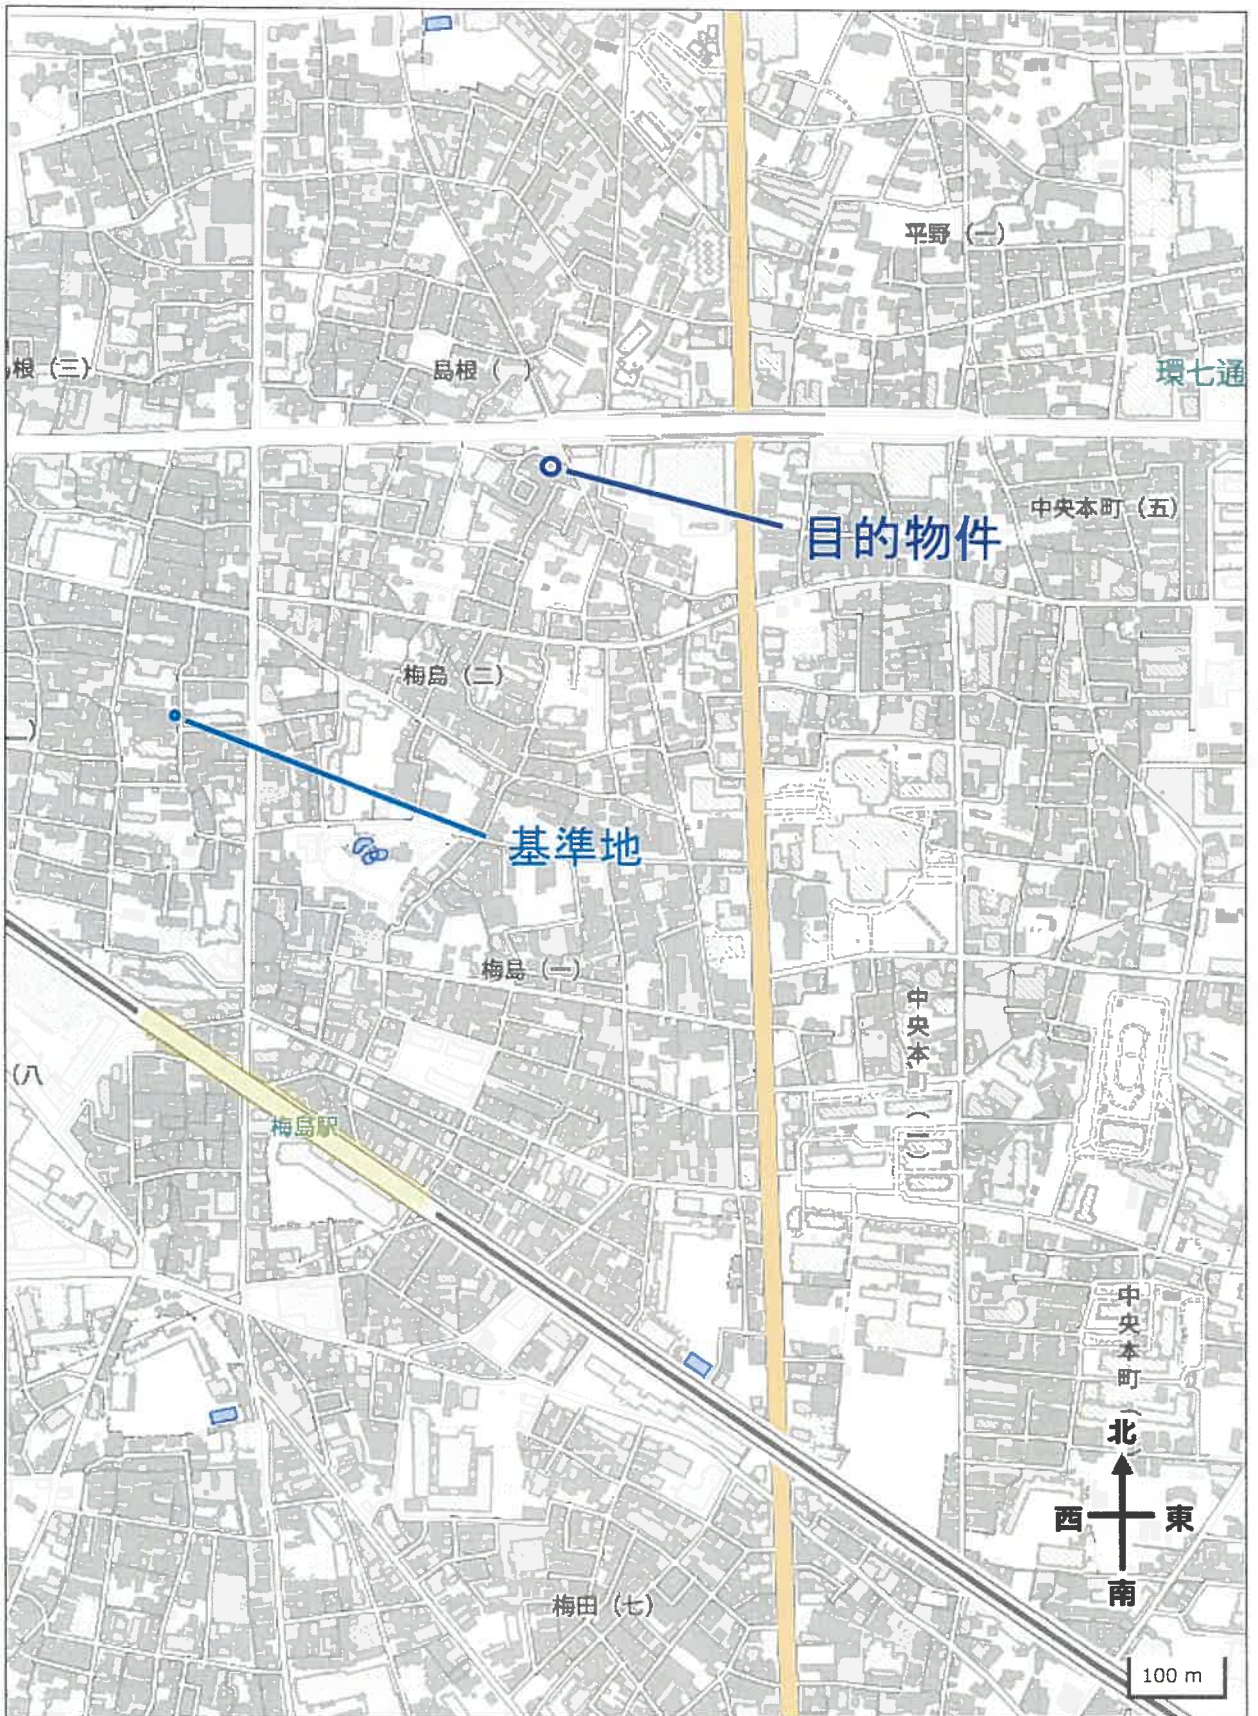 平野（一）
根（三）
島根（一）
環七通
目的物件
中央本町（五）
梅島（二）
基準地
梅島（一）
中央本町（一）
（八
梅島駅
中央本町（
北
西 東
南
梅田（七）
100 m